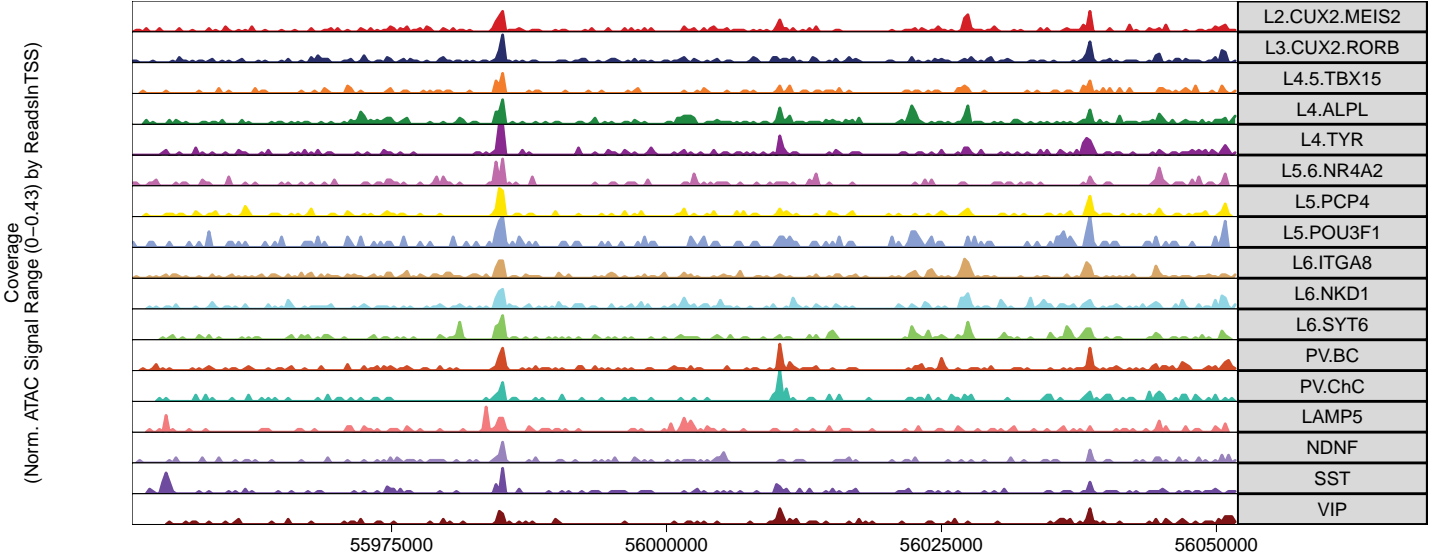 Coverage
(Norm. ATAC Signal Range (0–0.43) by ReadsInTSS)
L2.CUX2.MEIS2
L3.CUX2.RORB
L4.5.TBX15
L4.ALPL
L4.TYR
L5.6.NR4A2
L5.PCP4
L5.POU3F1
L6.ITGA8
L6.NKD1
L6.SYT6
PV.BC
PV.ChC
LAMP5
NDNF
SST
VIP
55975000 56000000 56025000 56050000